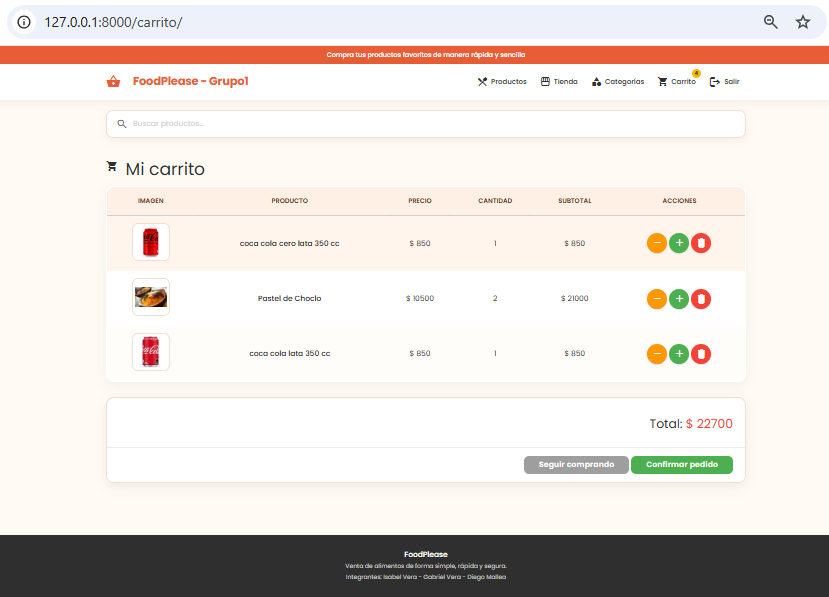 127.0.0.1:8000/carrito/
Compra tus productos favoritos de manera rápida y sencilla
FoodPlease - Grupo1
Productos Tienda Categorias Carrito 4 Salir
Buscar productos...
Mi carrito
IMAGEN PRODUCTO PRECIO CANTIDAD SUBTOTAL ACCIONES
coca cola cero lata 350 cc $ 850 1 $ 850
Pastel de Choclo $ 10500 2 $ 21000
coca cola lata 350 cc $ 850 1 $ 850
Total: $ 22700
Seguir comprando Confirmar pedido
FoodPlease
Venta de alimentos de forma simple, rápida y segura.
Integrantes: Isabel Vera - Gabriel Vera - Diego Mallea